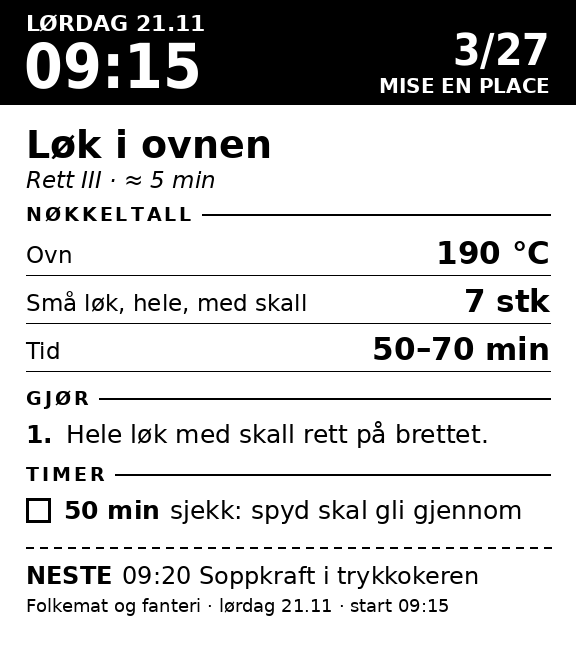 LØRDAG 21.11
09:15
3/27
MISE EN PLACE
Løk i ovnen
Rett III · ≈ 5 min
NØKKELTALL
Ovn 190 °C
Små løk, hele, med skall 7 stk
Tid 50–70 min
GJØR
1. Hele løk med skall rett på brettet.
TIMER
50 min sjekk: spyd skal gli gjennom
NESTE 09:20 Soppkraft i trykkokeren
Folkemat og fanteri · lørdag 21.11 · start 09:15